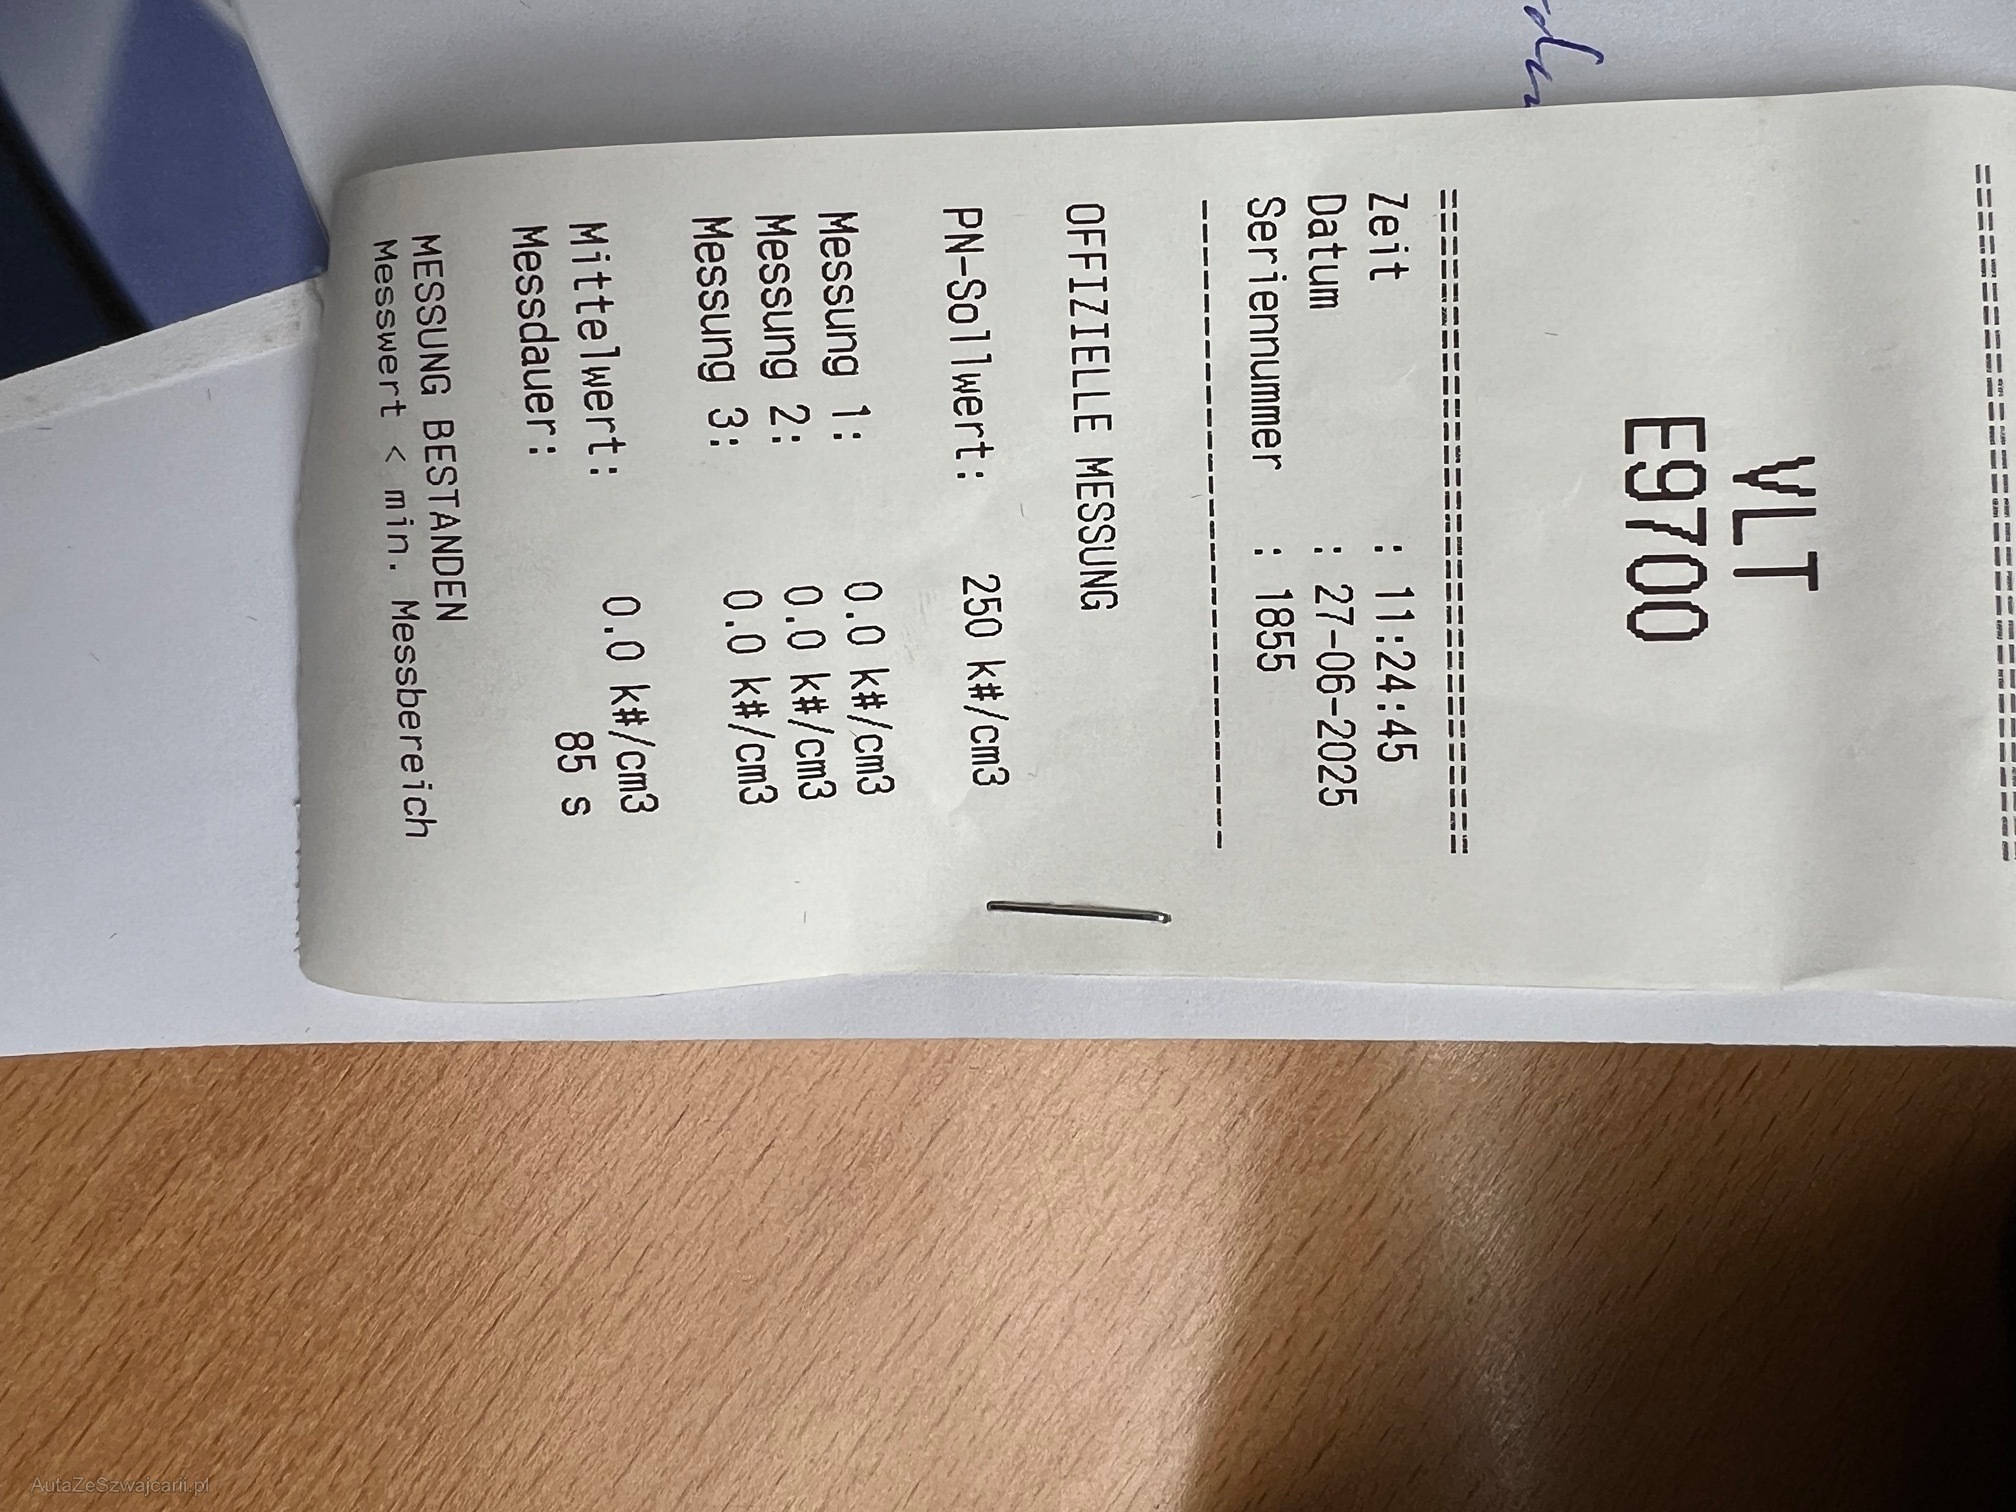 ==================================
VLT
E9700
==================================
Zeit : 11:24:45
Datum : 27-06-2025
Seriennummer : 1855
----------------------------------
OFFIZIELLE MESSUNG
PN-Sollwert: 250 k#/cm3
Messung 1: 0.0 k#/cm3
Messung 2: 0.0 k#/cm3
Messung 3: 0.0 k#/cm3
Mittelwert: 0.0 k#/cm3
Messdauer: 85 s
MESSUNG BESTANDEN
Messwert < min. Messbereich
AutaZeSzwajcarii.pl